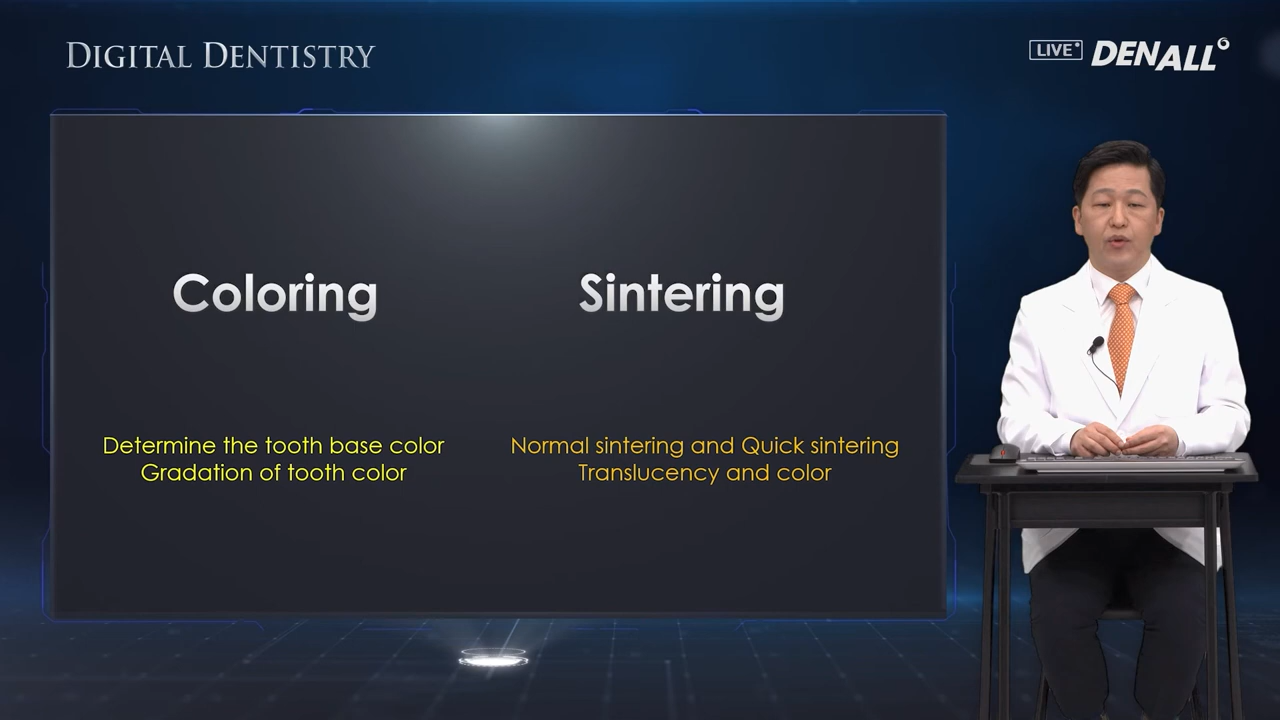 DIGITAL DENTISTRY
LIVE DENALL
Coloring
Sintering
Determine the tooth base color
Gradation of tooth color
Normal sintering and Quick sintering
Translucency and color